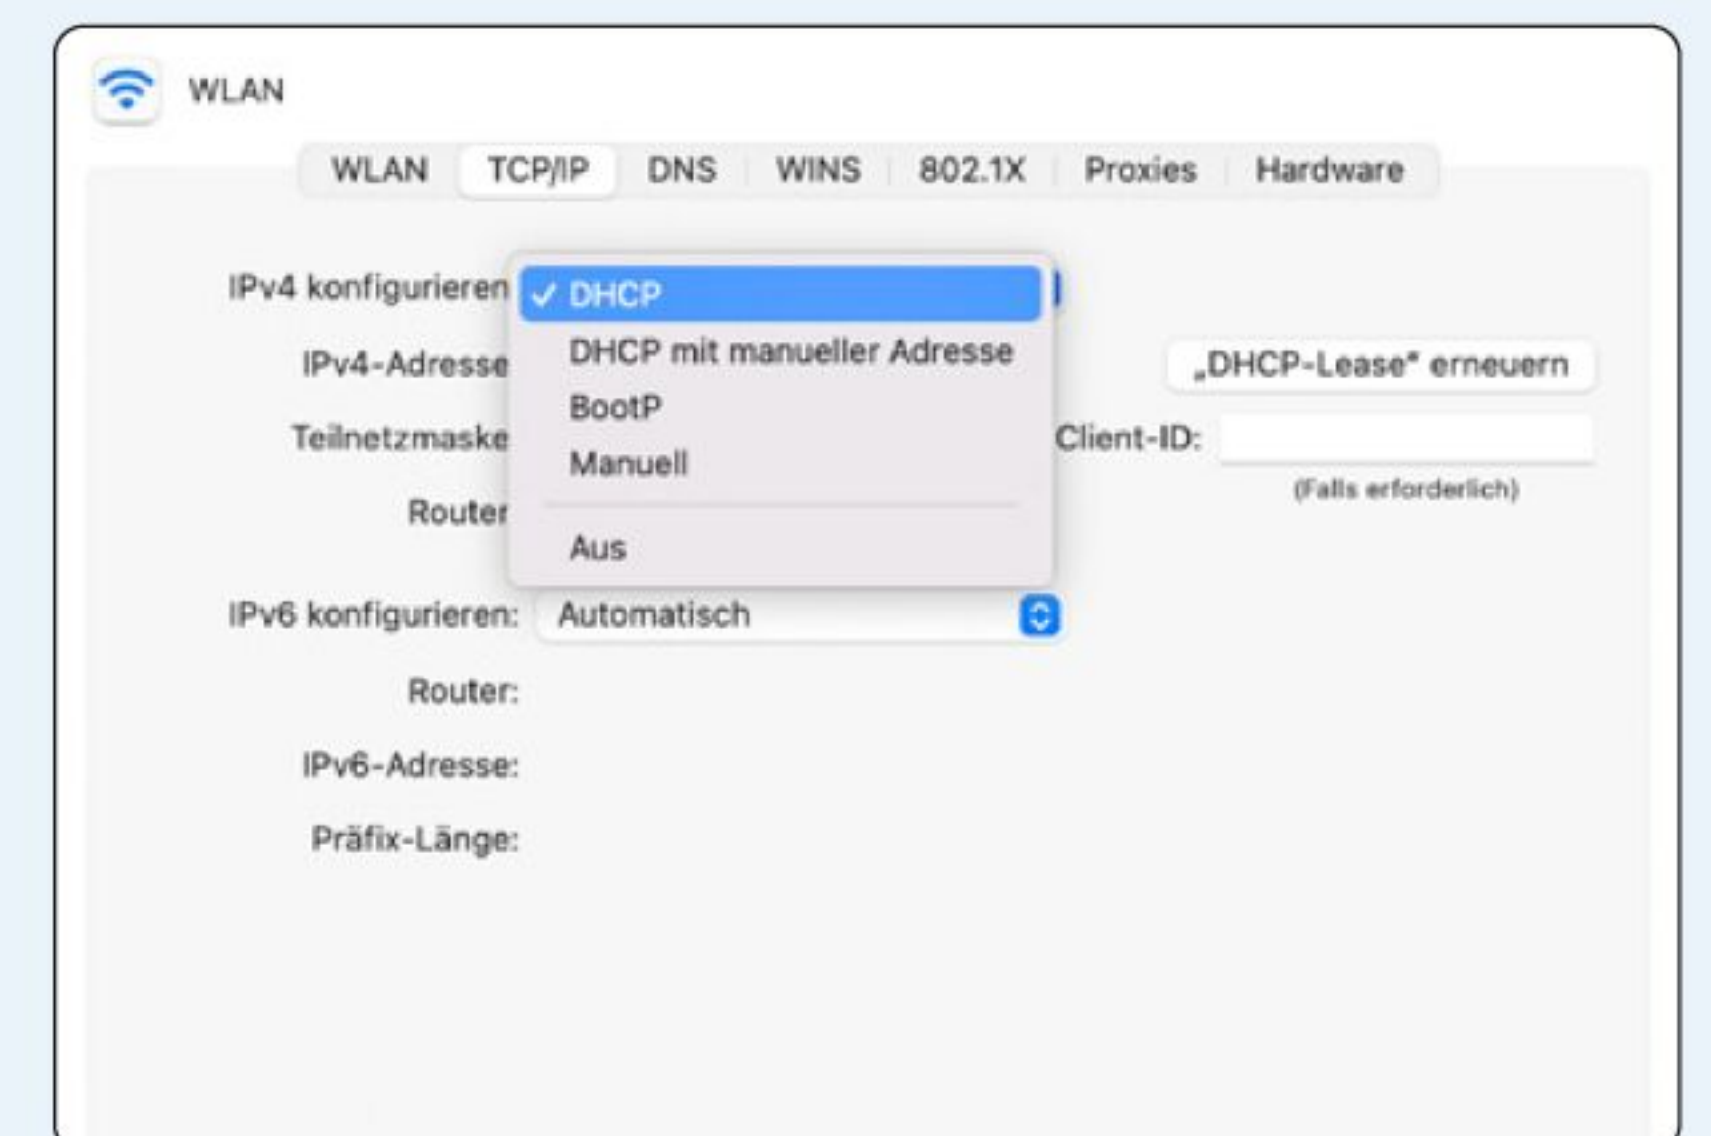 WLAN
WLAN TCP/IP DNS WINS 802.1X Proxies Hardware
IPv4 konfigurieren ✓ DHCP
DHCP mit manueller Adresse
IPv4-Adresse „DHCP-Lease“ erneuern
BootP
Teilnetzmaske Client-ID:
Manuell
(Falls erforderlich)
Router
Aus
IPv6 konfigurieren: Automatisch
Router:
IPv6-Adresse:
Präfix-Länge: